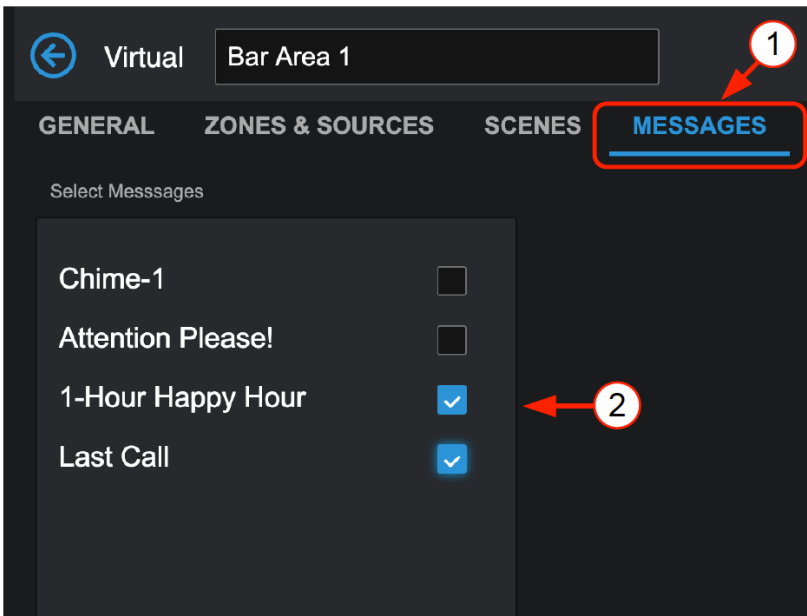 Virtual
Bar Area 1
1
GENERAL ZONES & SOURCES SCENES MESSAGES
Select Messsages
Chime-1
Attention Please!
1-Hour Happy Hour
2
Last Call